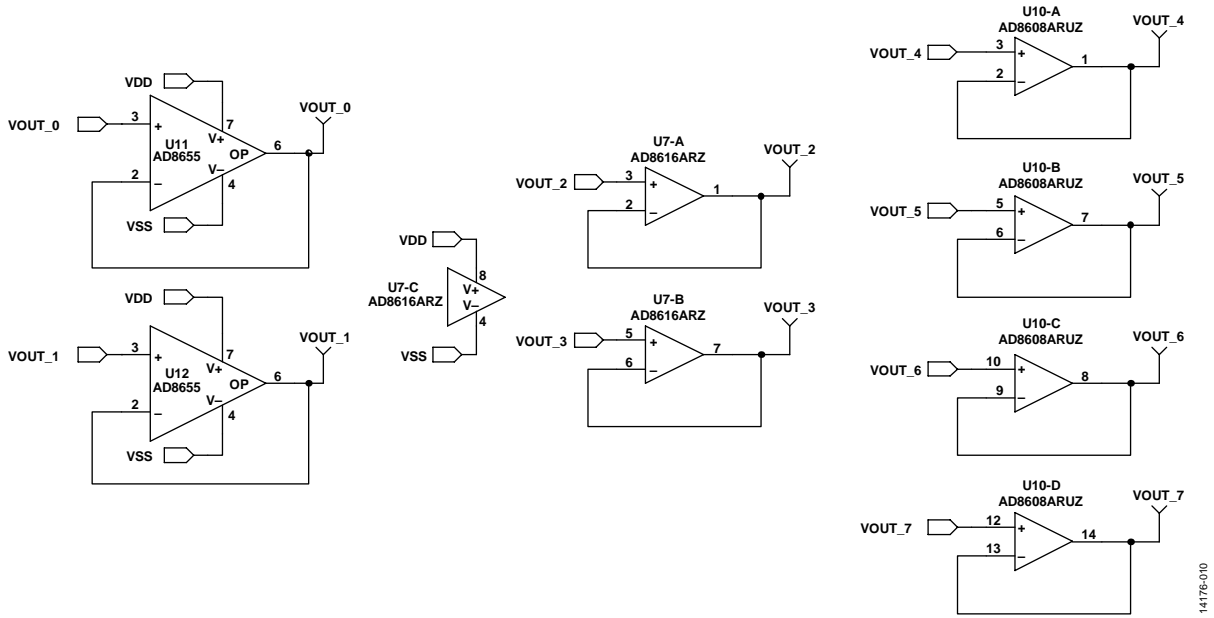 VDD
VOUT_0
3
+
U11
AD8655
7
V+
OP
6
VOUT_0
V–
4
2
–
VSS
VDD
VOUT_1
3
+
U12
AD8655
7
V+
OP
6
VOUT_1
V–
4
2
–
VSS
VDD
8
U7-C
AD8616ARZ
V+
V–
4
VSS
U7-A
AD8616ARZ
VOUT_2
3
+
2
–
1
VOUT_2
U7-B
AD8616ARZ
VOUT_3
5
+
6
–
7
VOUT_3
U10-A
AD8608ARUZ
VOUT_4
3
+
2
–
1
VOUT_4
U10-B
AD8608ARUZ
VOUT_5
5
+
6
–
7
VOUT_5
U10-C
AD8608ARUZ
VOUT_6
10
+
9
–
8
VOUT_6
U10-D
AD8608ARUZ
VOUT_7
12
+
13
–
14
VOUT_7
14176-010